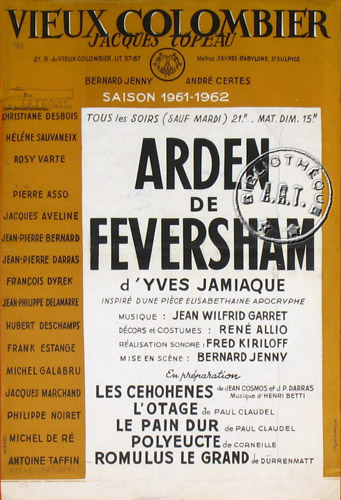 VIEUX COLOMBIER
JACQUES COPEAU
21, R. du VIEUX-COLOMBIER. LIT. 57-87
Métros: SEVRES-BABYLONE, St SULPICE
BERNARD JENNY ANDRÉ CERTES
SAISON 1961-1962
CHRISTIANE DESBOIS
HÉLÈNE SAUVANEIX
ROSY VARTE
PIERRE ASSO
JACQUES AVELINE
JEAN-PIERRE BERNARD
JEAN-PIERRE DARRAS
FRANÇOIS DYREK
JEAN-PHILIPPE DELAMARRE
HUBERT DESCHAMPS
FRANK ESTANGE
MICHEL GALABRU
JACQUES MARCHAND
PHILIPPE NOIRET
MICHEL DE RÉ
ANTOINE TAFFIN
TOUS les SOIRS (SAUF MARDI) 21H - MAT. DIM. 15H
ARDEN
DE
FEVERSHAM
d'YVES JAMIAQUE
INSPIRÉ D'UNE PIÈCE ELISABETHAINE APOCRYPHE
MUSIQUE : JEAN WILFRID GARRET
DÉCORS et COSTUMES : RENÉ ALLIO
RÉALISATION SONORE : FRED KIRILOFF
MISE EN SCÈNE : BERNARD JENNY
En préparation
LES CEHOHENES de JEAN COSMOS et J.P. DARRAS
Musique d'HENRI BETTI
L'OTAGE de PAUL CLAUDEL
LE PAIN DUR de PAUL CLAUDEL
POLYEUCTE de CORNEILLE
ROMULUS LE GRAND de DÜRRENMATT
BIBLIOTHÈQUE
A.R.T.